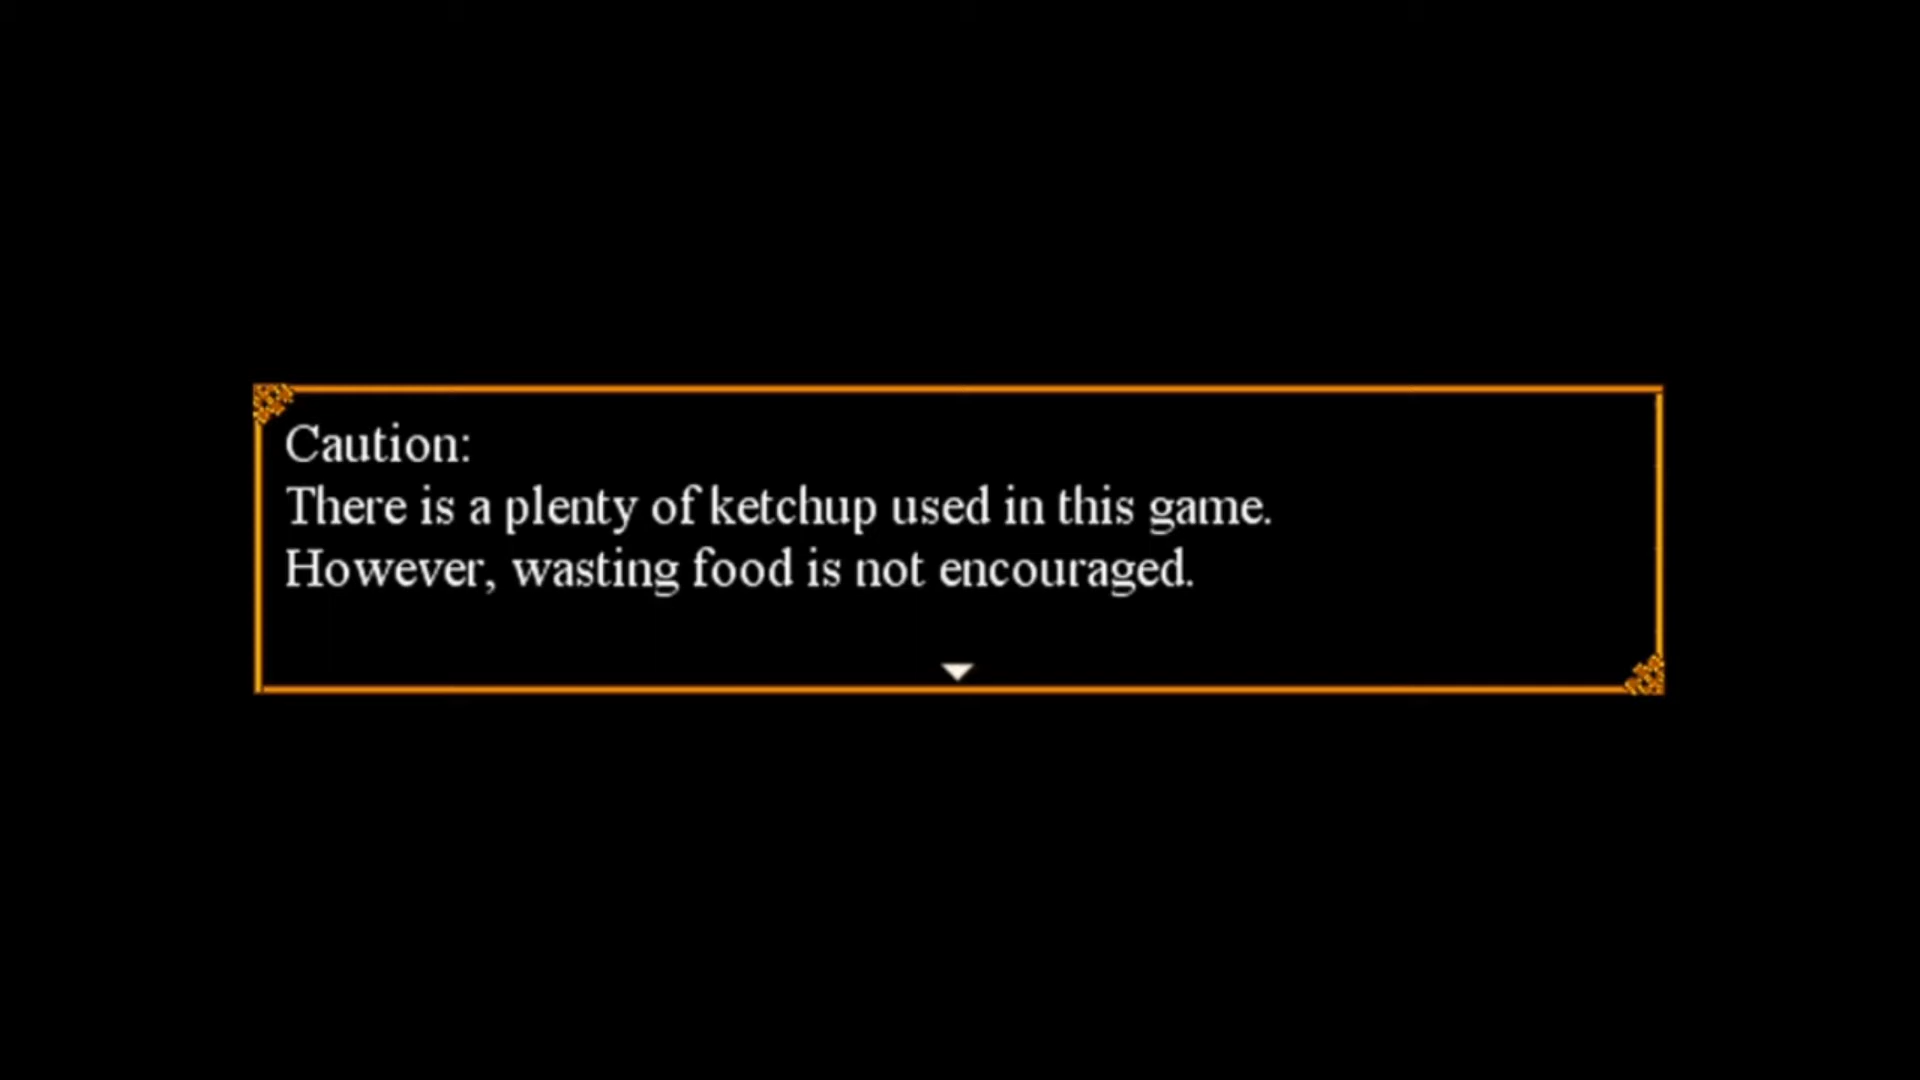 Caution:
There is a plenty of ketchup used in this game.
However, wasting food is not encouraged.